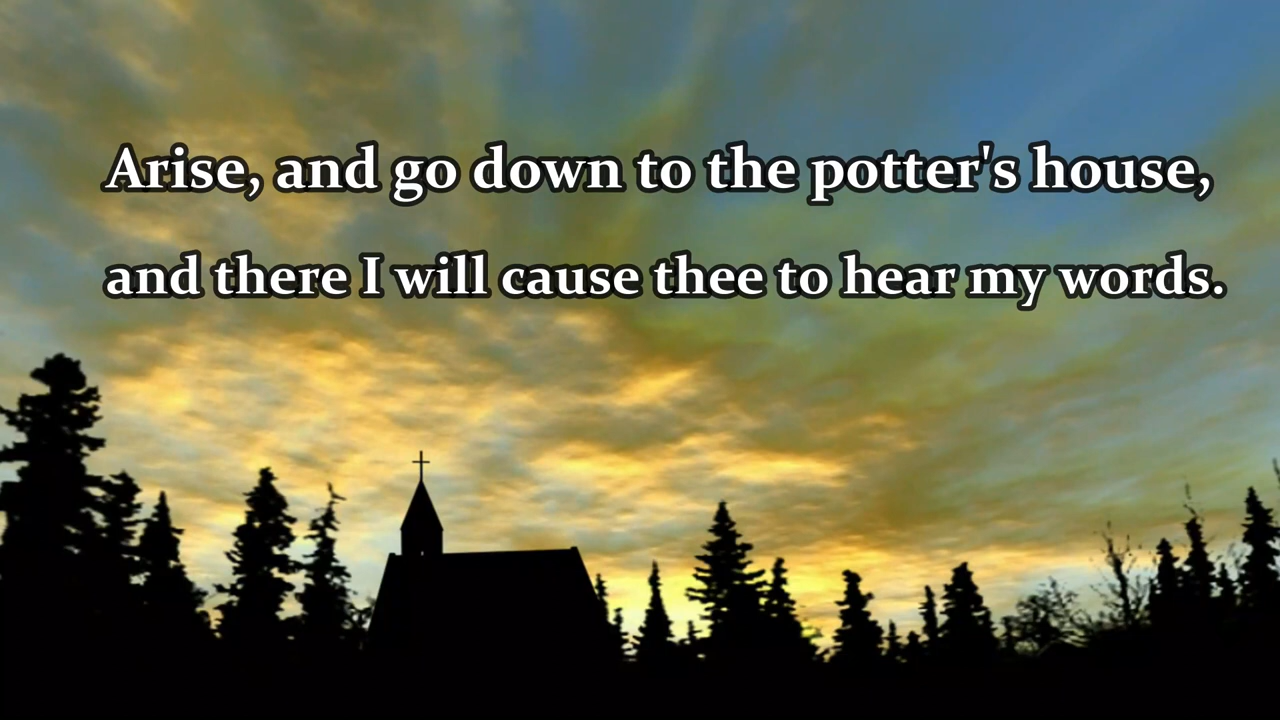 Arise, and go down to the potter's house,
and there I will cause thee to hear my words.